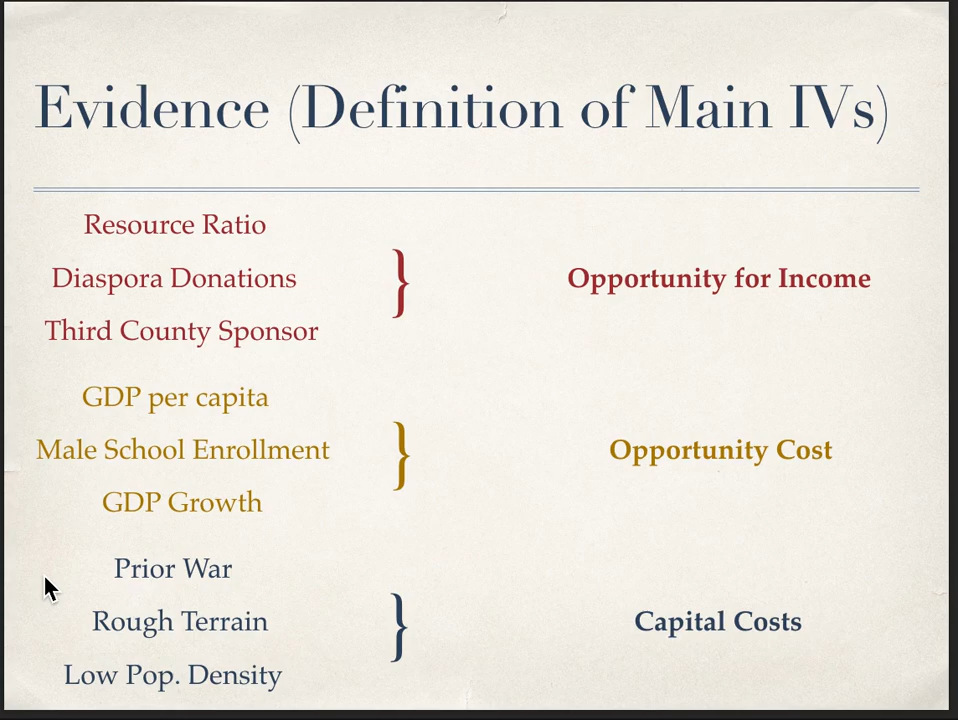 Evidence (Definition of Main IVs)
Resource Ratio
Diaspora Donations
Third County Sponsor
} Opportunity for Income
GDP per capita
Male School Enrollment
GDP Growth
} Opportunity Cost
Prior War
Rough Terrain
Low Pop. Density
} Capital Costs